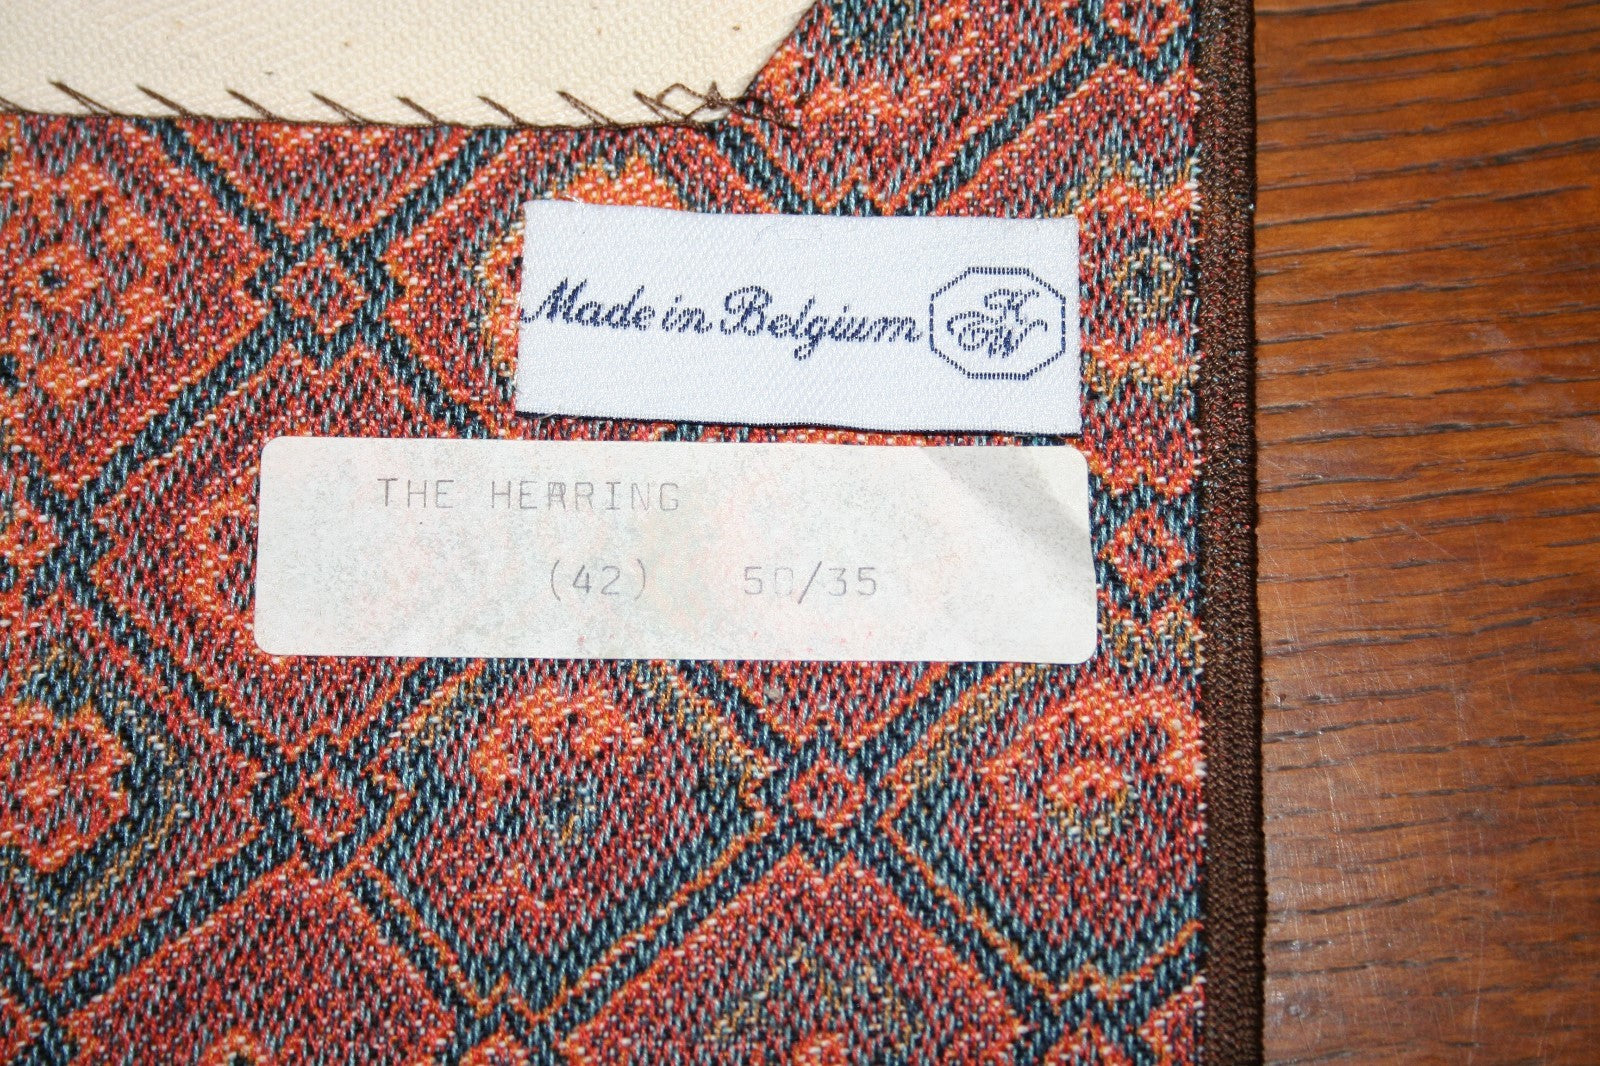 Made in Belgium
THE HERRING
(42) 50/35